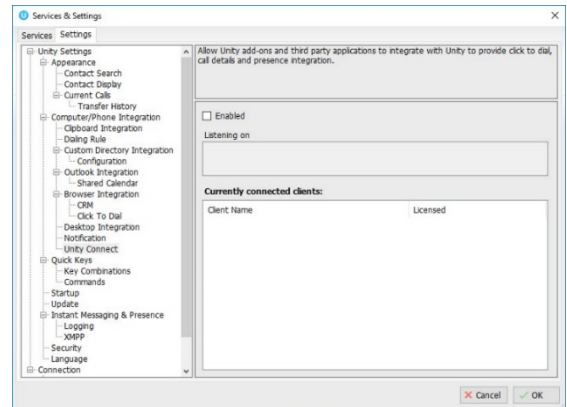 Services & Settings
Services Settings
Unity Settings
Appearance
Contact Search
Contact Display
Current Calls
Transfer History
Computer/Phone Integration
Clipboard Integration
Dialing Rule
Custom Directory Integration
Configuration
Outlook Integration
Shared Calendar
Browser Integration
CRM
Click To Dial
Desktop Integration
Notification
Unity Connect
Quick Keys
Key Combinations
Commands
Startup
Update
Instant Messaging & Presence
Logging
XMPP
Security
Language
Connection
Allow Unity add-ons and third party applications to integrate with Unity to provide click to dial,
call details and presence integration.
Enabled
Listening on
Currently connected clients:
Client Name Licensed
Cancel OK